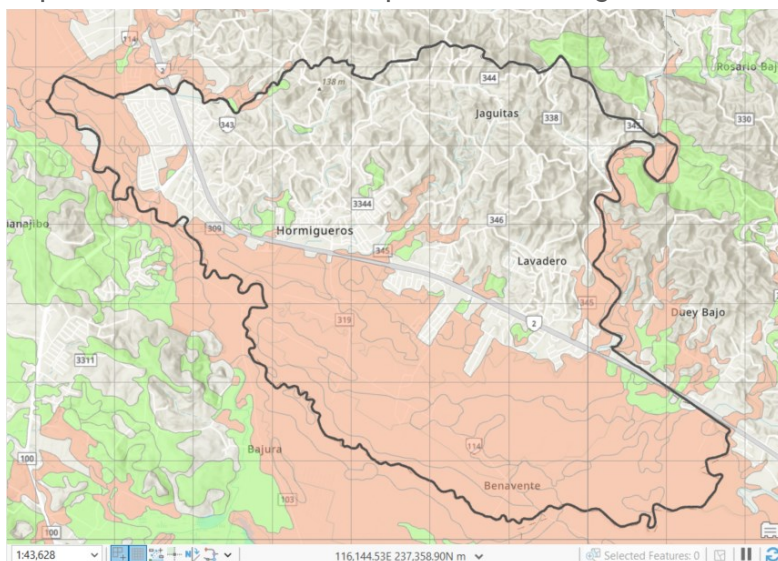 114
2
344
Rosario Baj
118 m
Jaguitas
338
330
343
345
3344
Hormigueros
309
346
345
Lavadero
319
2
345
Duey Bajo
3311
114
Bajura
100
Benavente
103
100
1:43,628
116,144.53E 237,358.90N m
Selected Features: 0